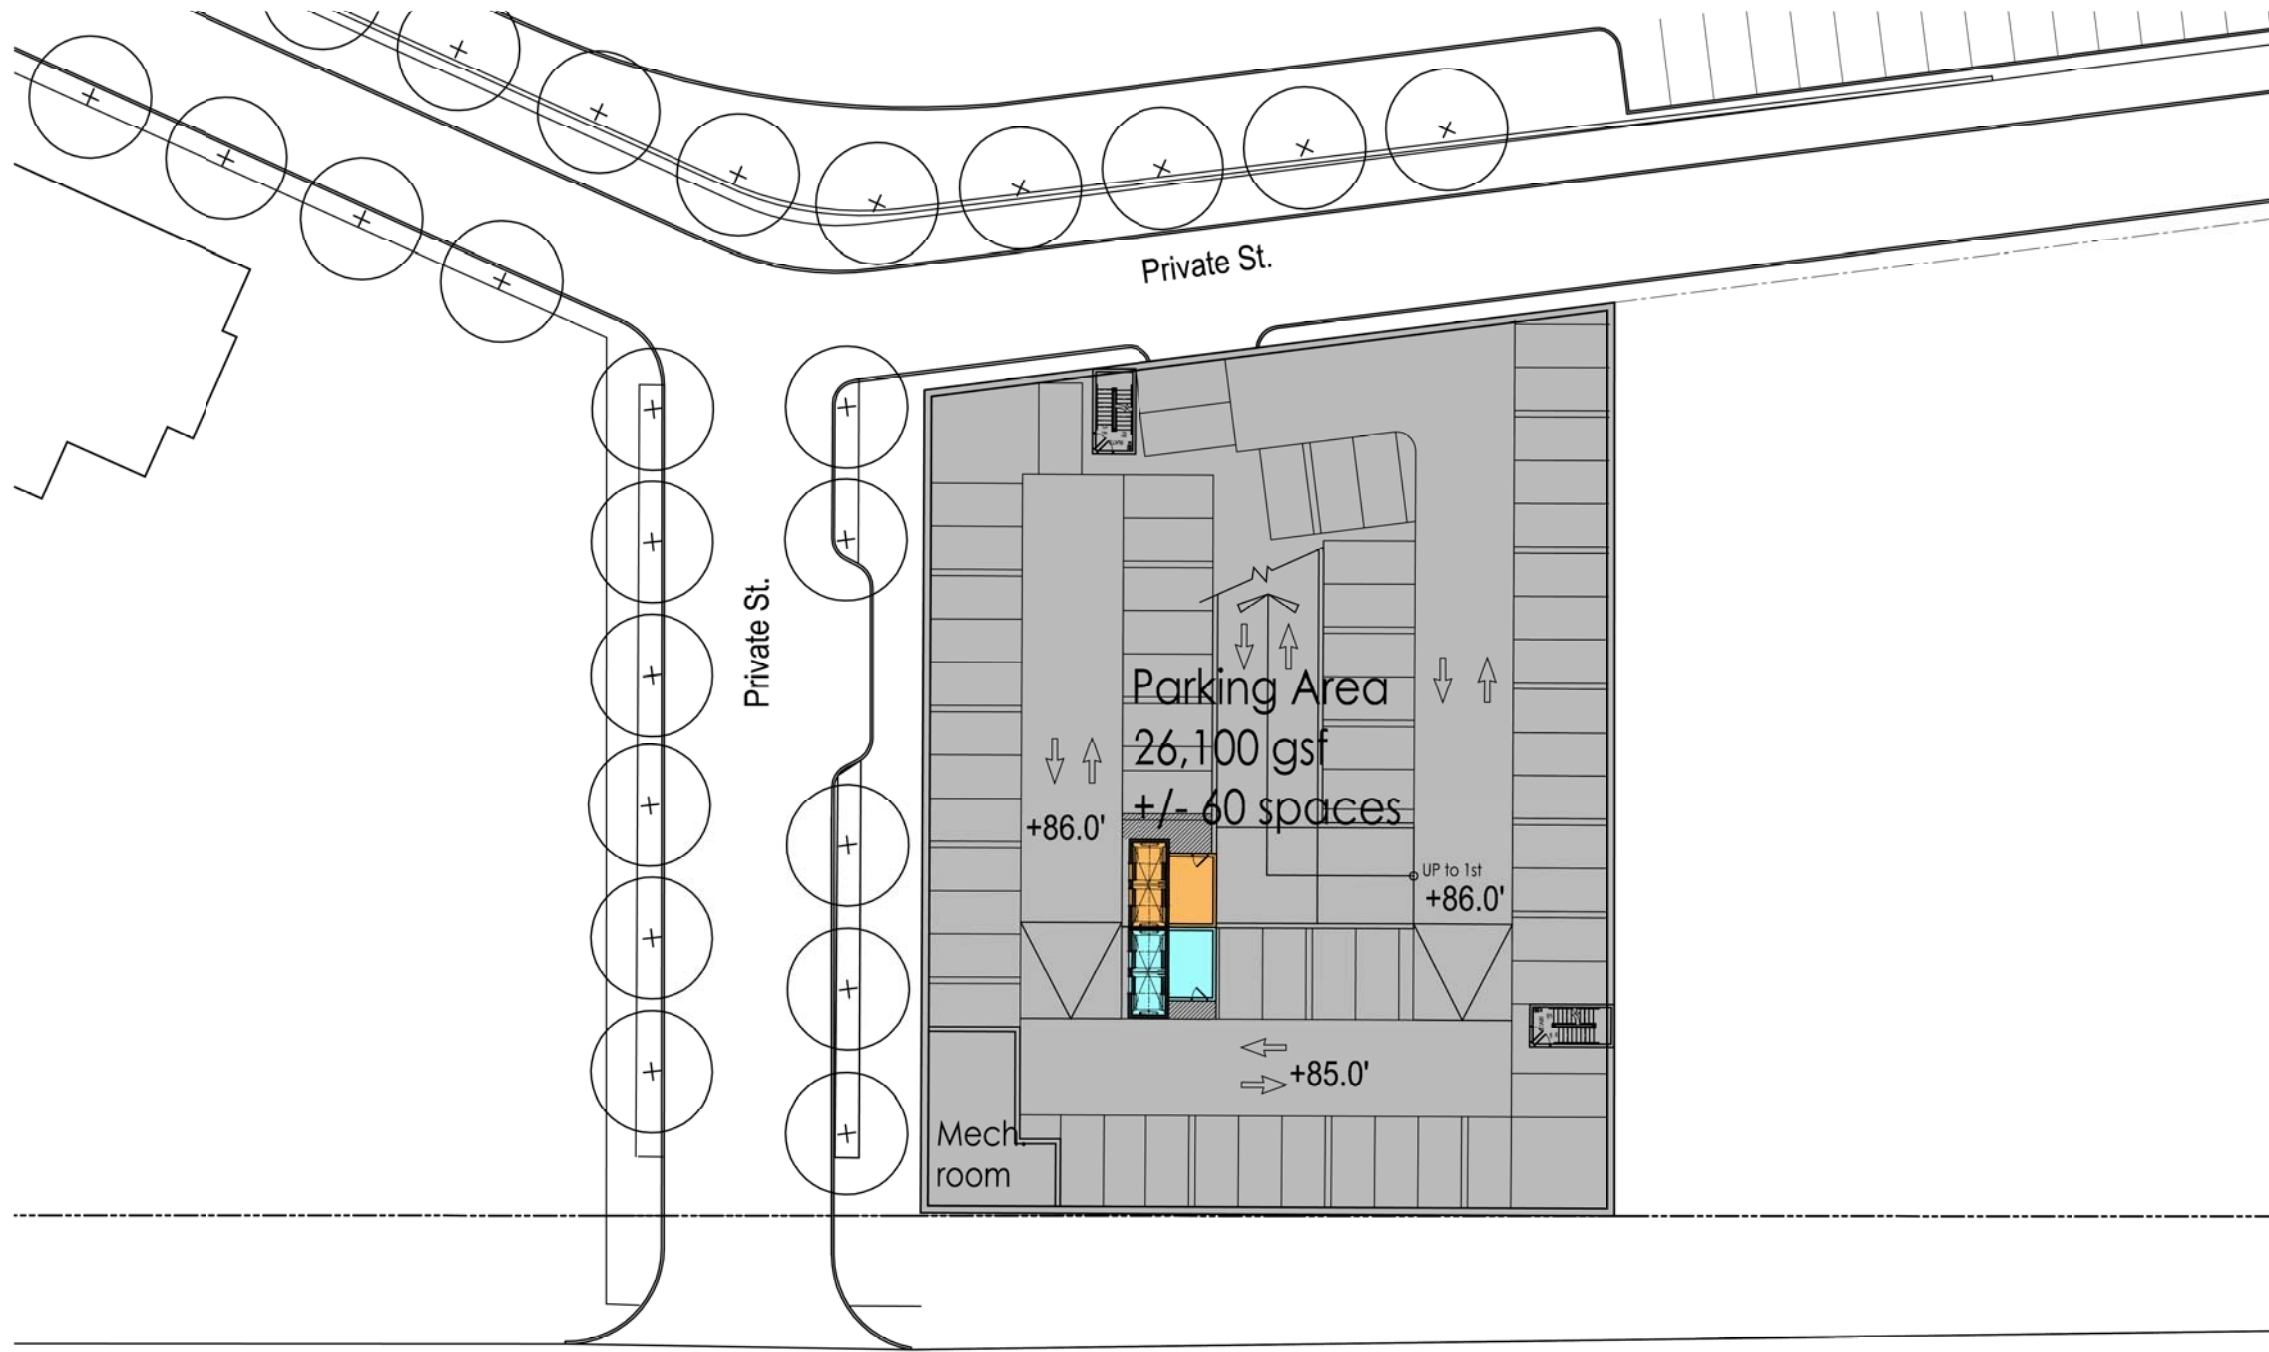 Private St.
Private St.
Parking Area
26,100 gsf
+/- 60 spaces
+86.0'
UP to 1st
+86.0'
+85.0'
Mech.
room